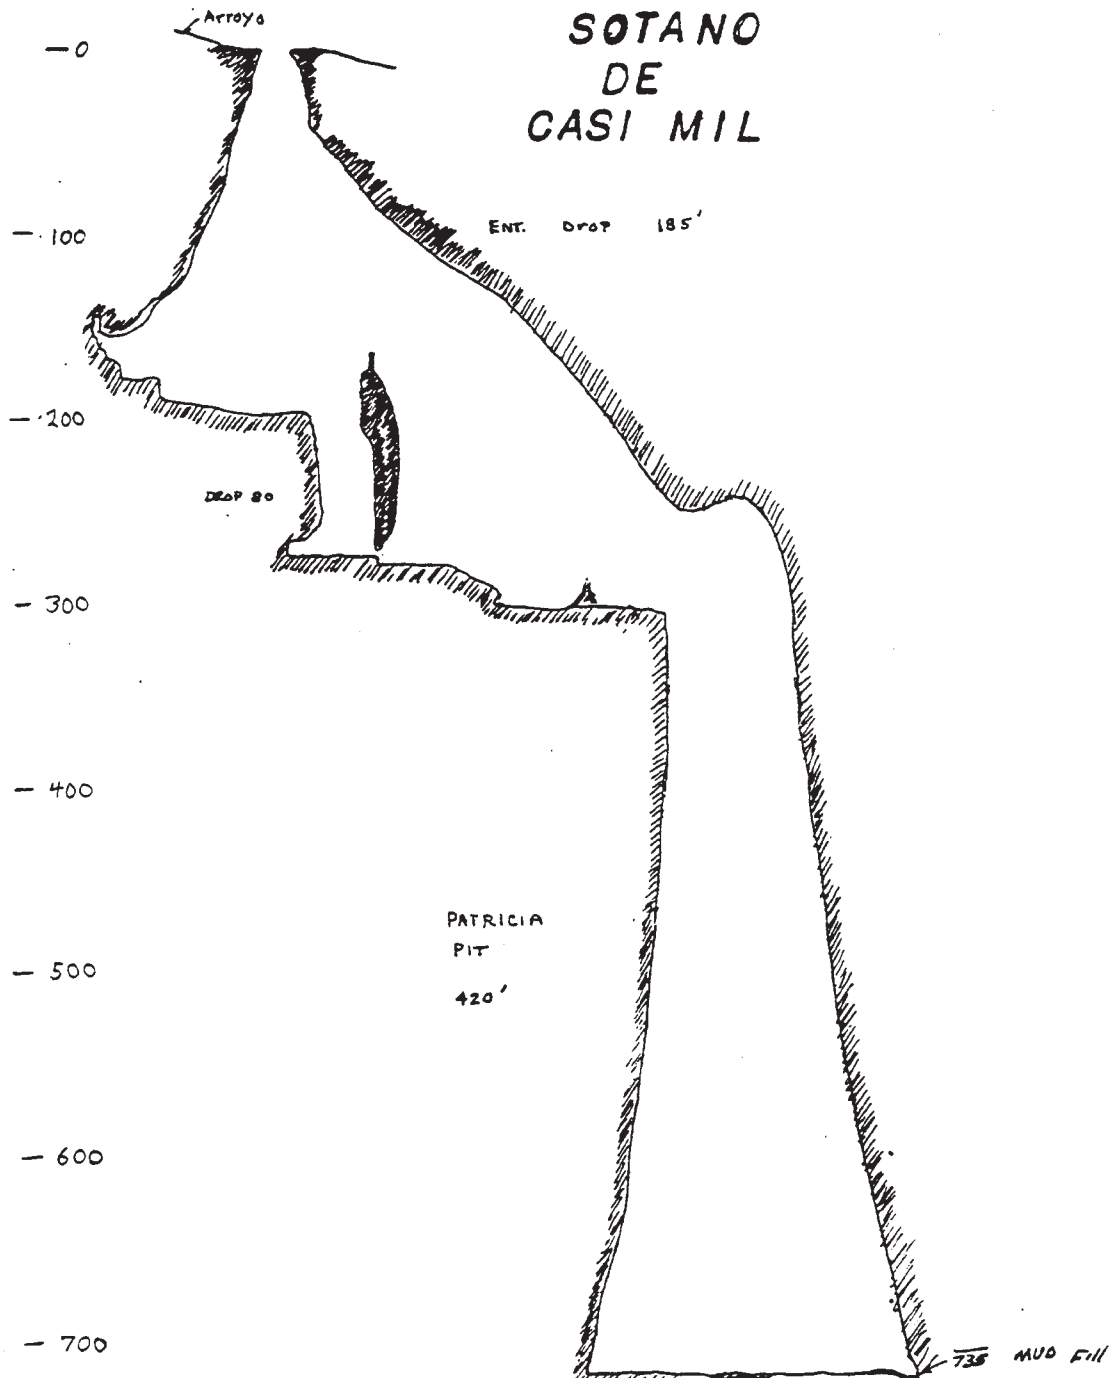 SOTANO
DE
CASI MIL
Arroyo
— 0
— 100
ENT. DROP 185'
— 200
DROP 80
— 300
— 400
PATRICIA
PIT
420'
— 500
— 600
— 700
735 MUD Fill